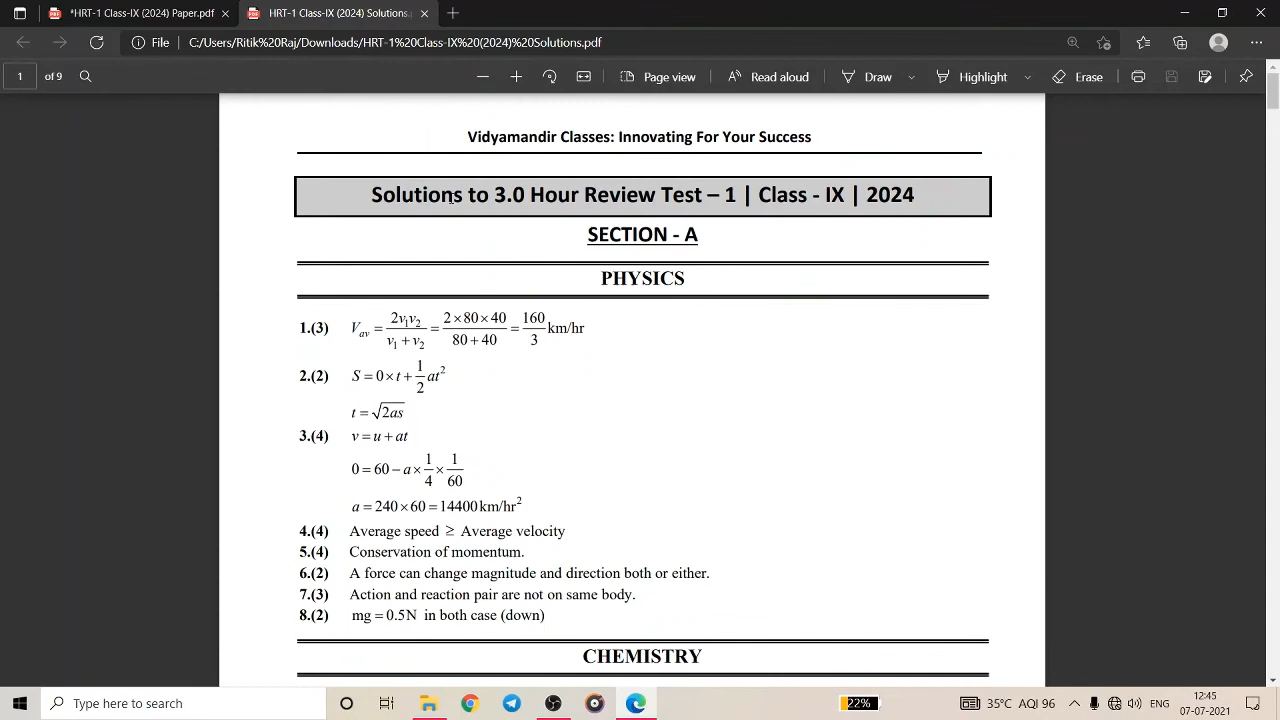 *HRT-1 Class-IX (2024) Paper.pdf
HRT-1 Class-IX (2024) Solutions.
File C:/Users/Ritik%20Raj/Downloads/HRT-1%20Class-IX%20(2024)%20Solutions.pdf
1 of 9 Page view Read aloud Draw Highlight Erase
Vidyamandir Classes: Innovating For Your Success
Solutions to 3.0 Hour Review Test – 1 | Class - IX | 2024
SECTION - A
PHYSICS
1.(3) V_av = 2v₁v₂/(v₁ + v₂) = (2×80×40)/(80+40) = 160/3 km/hr
2.(2) S = 0×t + 1/2 at²
t = √2as
3.(4) v = u + at
0 = 60 – a × 1/4 × 1/60
a = 240×60 = 14400 km/hr²
4.(4) Average speed ≥ Average velocity
5.(4) Conservation of momentum.
6.(2) A force can change magnitude and direction both or either.
7.(3) Action and reaction pair are not on same body.
8.(2) mg = 0.5N in both case (down)
CHEMISTRY
Type here to search
22%
35°C AQI 96
ENG
12:45
07-07-2021